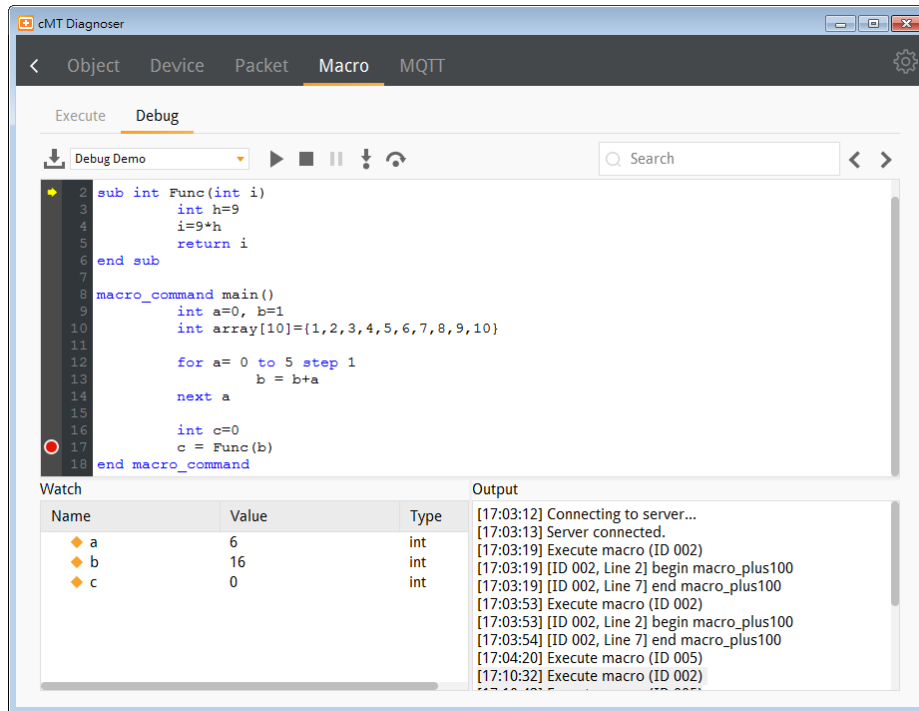 cMT Diagnoser
Object Device Packet Macro MQTT
Execute Debug
Debug Demo Search
2 sub int Func(int i)
3 int h=9
4 i=9*h
5 return i
6 end sub
7
8 macro_command main()
9 int a=0, b=1
10 int array[10]={1,2,3,4,5,6,7,8,9,10}
11
12 for a= 0 to 5 step 1
13 b = b+a
14 next a
15
16 int c=0
17 c = Func(b)
18 end macro_command
Watch
Name Value Type
a 6 int
b 16 int
c 0 int
Output
[17:03:12] Connecting to server...
[17:03:13] Server connected.
[17:03:19] Execute macro (ID 002)
[17:03:19] [ID 002, Line 2] begin macro_plus100
[17:03:19] [ID 002, Line 7] end macro_plus100
[17:03:53] Execute macro (ID 002)
[17:03:53] [ID 002, Line 2] begin macro_plus100
[17:03:54] [ID 002, Line 7] end macro_plus100
[17:04:20] Execute macro (ID 005)
[17:10:32] Execute macro (ID 002)